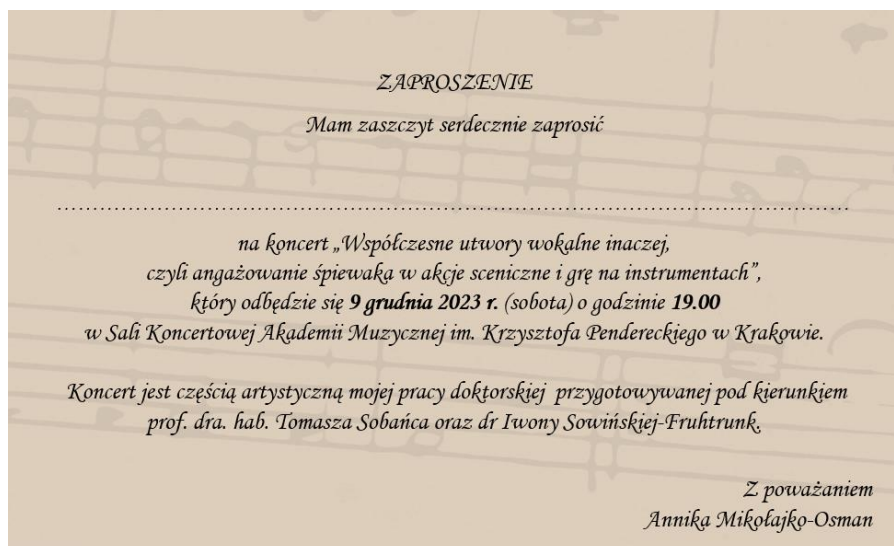 ZAPROSZENIE
Mam zaszczyt serdecznie zaprosić
........................................................................................................................
na koncert „Współczesne utwory wokalne inaczej,
czyli angażowanie śpiewaka w akcje sceniczne i grę na instrumentach”,
który odbędzie się 9 grudnia 2023 r. (sobota) o godzinie 19.00
w Sali Koncertowej Akademii Muzycznej im. Krzysztofa Pendereckiego w Krakowie.
Koncert jest częścią artystyczną mojej pracy doktorskiej przygotowywanej pod kierunkiem
prof. dra. hab. Tomasza Sobańca oraz dr Iwony Sowińskiej-Fruhtrunk.
Z poważaniem
Annika Mikołajko-Osman